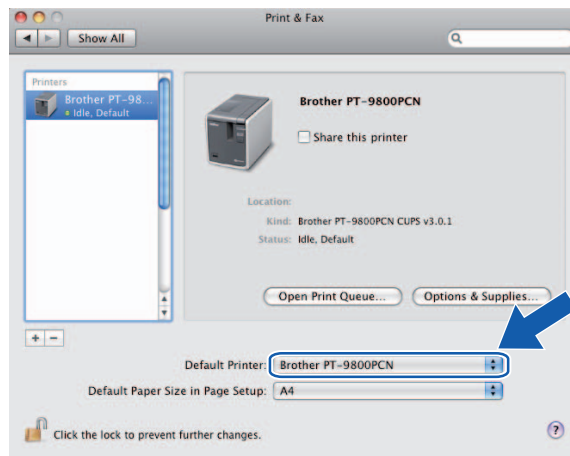 Print & Fax
Show All
Printers
Brother PT-98...
Idle, Default
Brother PT-9800PCN
Share this printer
Location:
Kind: Brother PT-9800PCN CUPS v3.0.1
Status: Idle, Default
Open Print Queue... Options & Supplies...
+ −
Default Printer: Brother PT-9800PCN
Default Paper Size in Page Setup: A4
Click the lock to prevent further changes. ?